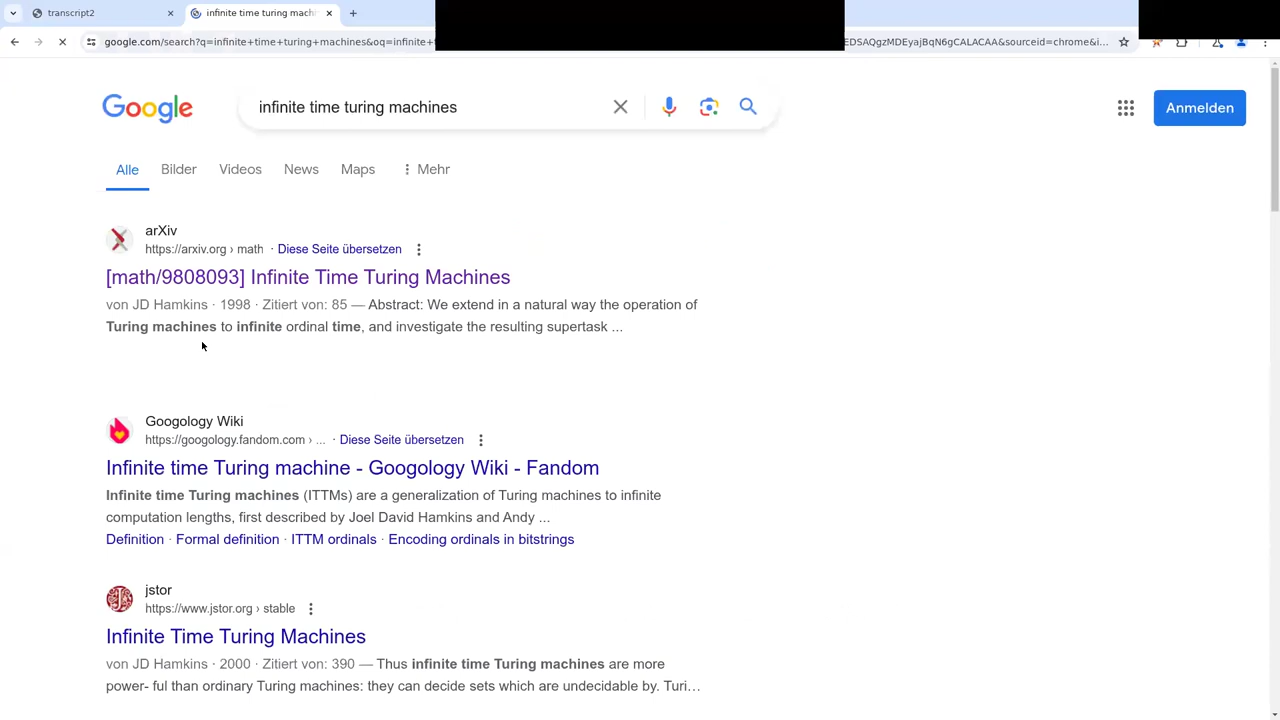 transcript2
infinite time turing mach
google.com/search?q=infinite+time+turing+machines&oq=infinite+t
EDSAQgzMDEyajBqN6gCALACAA&sourceid=chrome&i...
Google
infinite time turing machines
Anmelden
Alle
Bilder
Videos
News
Maps
Mehr
arXiv
https://arxiv.org › math · Diese Seite übersetzen
[math/9808093] Infinite Time Turing Machines
von JD Hamkins · 1998 · Zitiert von: 85 — Abstract: We extend in a natural way the operation of
Turing machines to infinite ordinal time, and investigate the resulting supertask ...
Googology Wiki
https://googology.fandom.com › ... · Diese Seite übersetzen
Infinite time Turing machine - Googology Wiki - Fandom
Infinite time Turing machines (ITTMs) are a generalization of Turing machines to infinite
computation lengths, first described by Joel David Hamkins and Andy ...
Definition · Formal definition · ITTM ordinals · Encoding ordinals in bitstrings
jstor
https://www.jstor.org › stable
Infinite Time Turing Machines
von JD Hamkins · 2000 · Zitiert von: 390 — Thus infinite time Turing machines are more
power- ful than ordinary Turing machines: they can decide sets which are undecidable by. Turi...